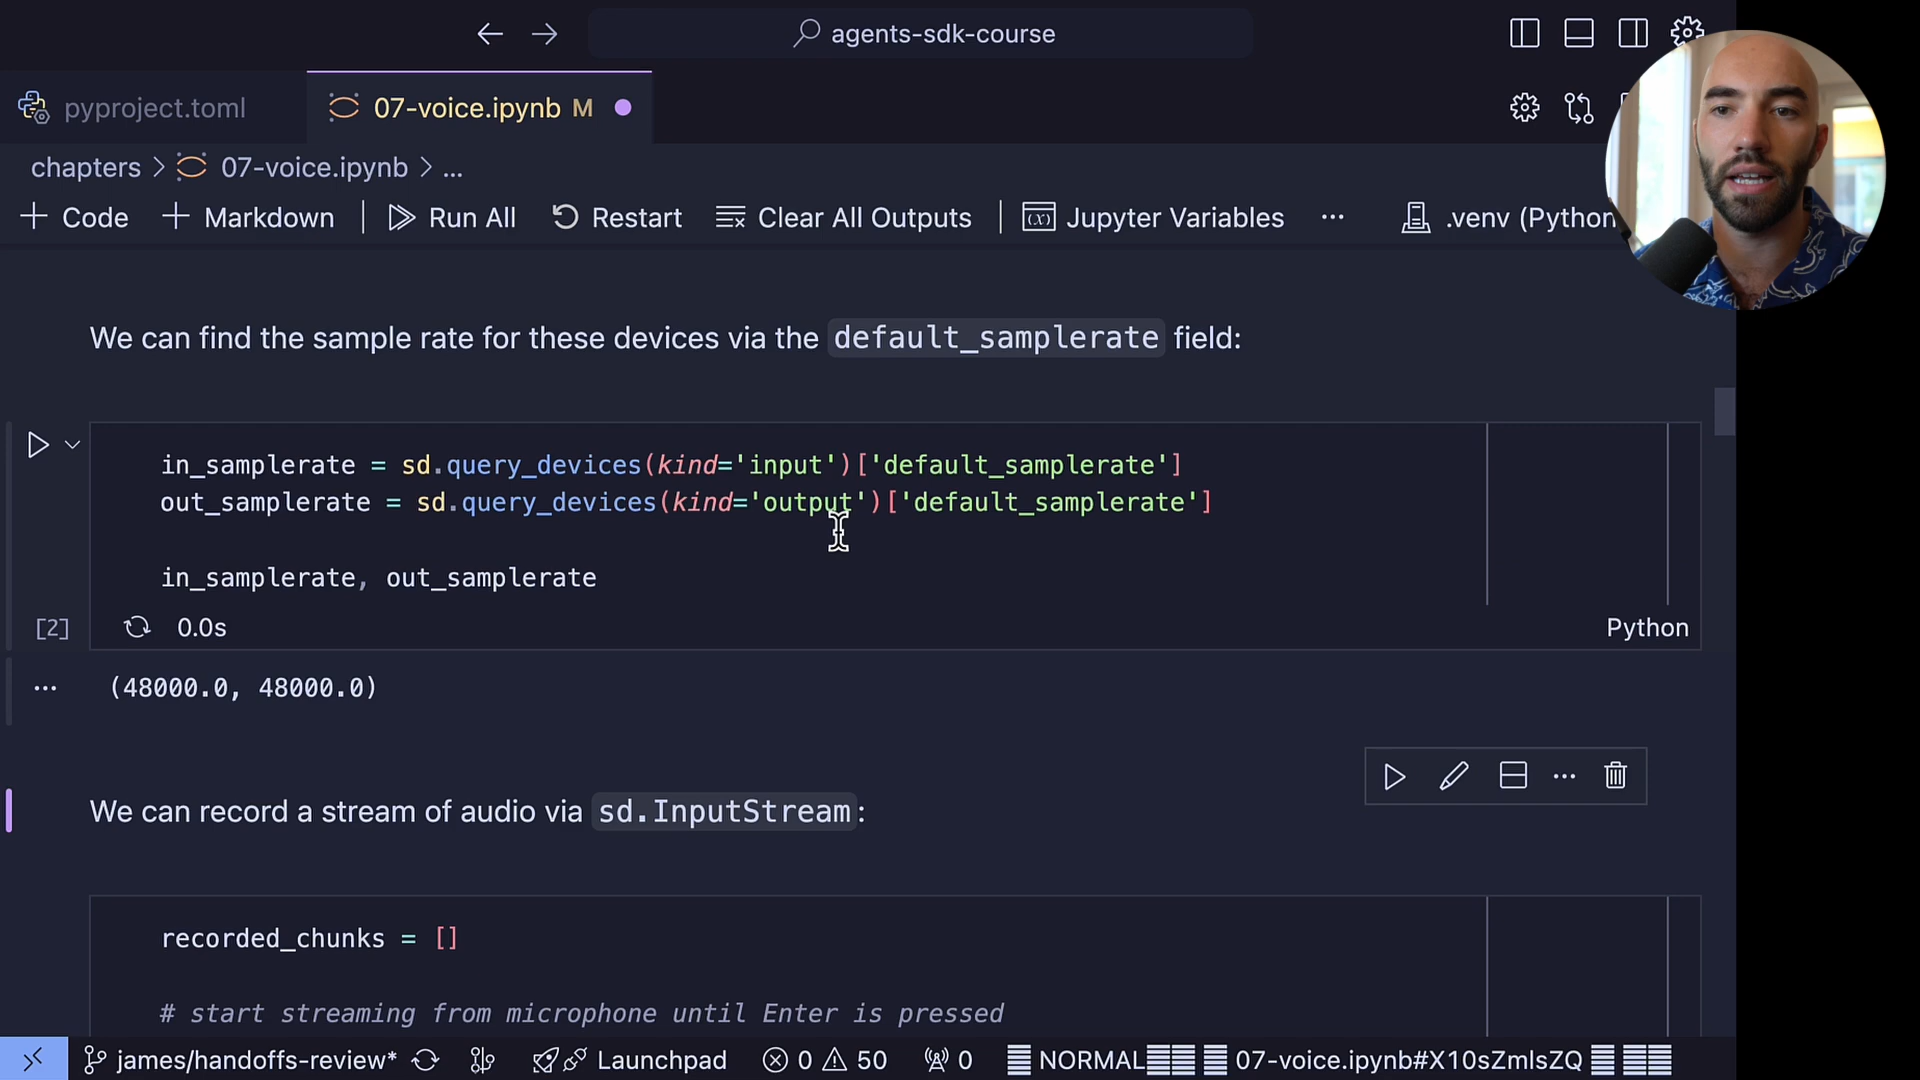 agents-sdk-course
pyproject.toml
07-voice.ipynb M
chapters > 07-voice.ipynb > ...
Code
Markdown
Run All
Restart
Clear All Outputs
Jupyter Variables
...
.venv (Python
We can find the sample rate for these devices via the default_samplerate field:
in_samplerate = sd.query_devices(kind='input')['default_samplerate']
out_samplerate = sd.query_devices(kind='output')['default_samplerate']
in_samplerate, out_samplerate
[2]
0.0s
Python
(48000.0, 48000.0)
We can record a stream of audio via sd.InputStream:
recorded_chunks = []
# start streaming from microphone until Enter is pressed
james/handoffs-review*
Launchpad
0
50
0
NORMAL
07-voice.ipynb#X10sZmlsZQ